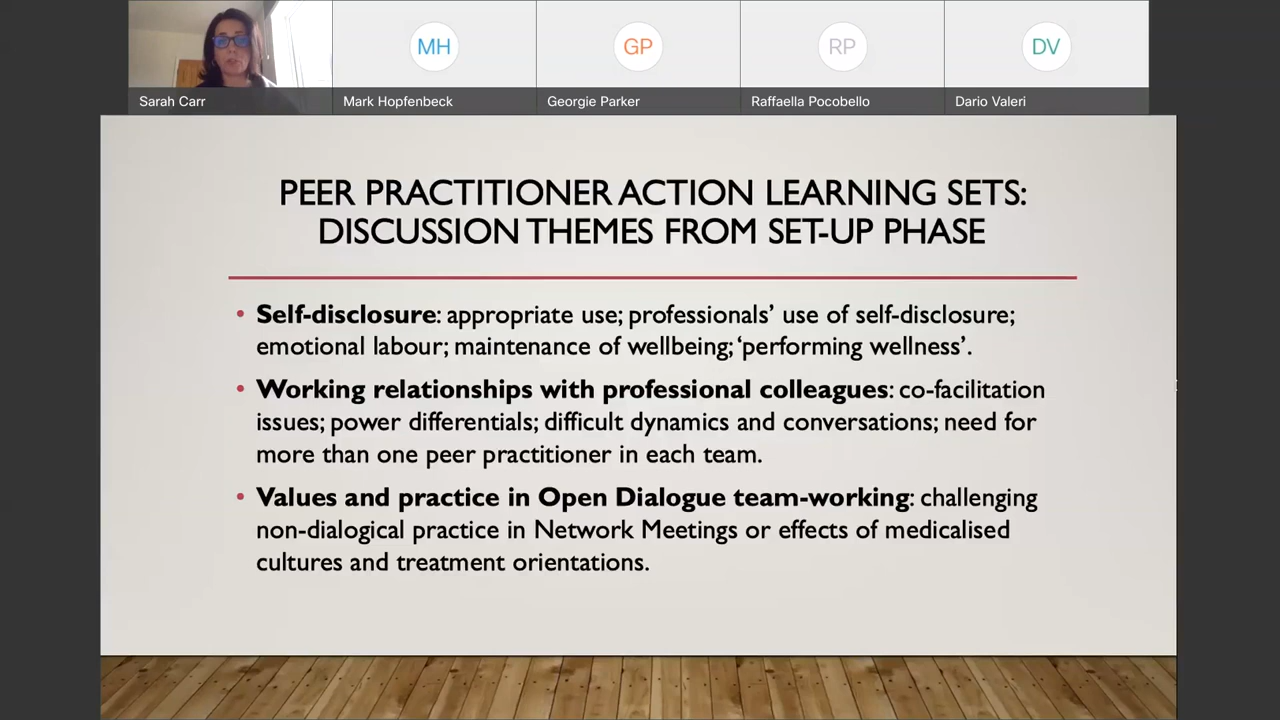 MH
GP
RP
DV
Sarah Carr
Mark Hopfenbeck
Georgie Parker
Raffaella Pocobello
Dario Valeri
PEER PRACTITIONER ACTION LEARNING SETS:
DISCUSSION THEMES FROM SET-UP PHASE
• Self-disclosure: appropriate use; professionals’ use of self-disclosure;
emotional labour; maintenance of wellbeing; ‘performing wellness’.
• Working relationships with professional colleagues: co-facilitation
issues; power differentials; difficult dynamics and conversations; need for
more than one peer practitioner in each team.
• Values and practice in Open Dialogue team-working: challenging
non-dialogical practice in Network Meetings or effects of medicalised
cultures and treatment orientations.